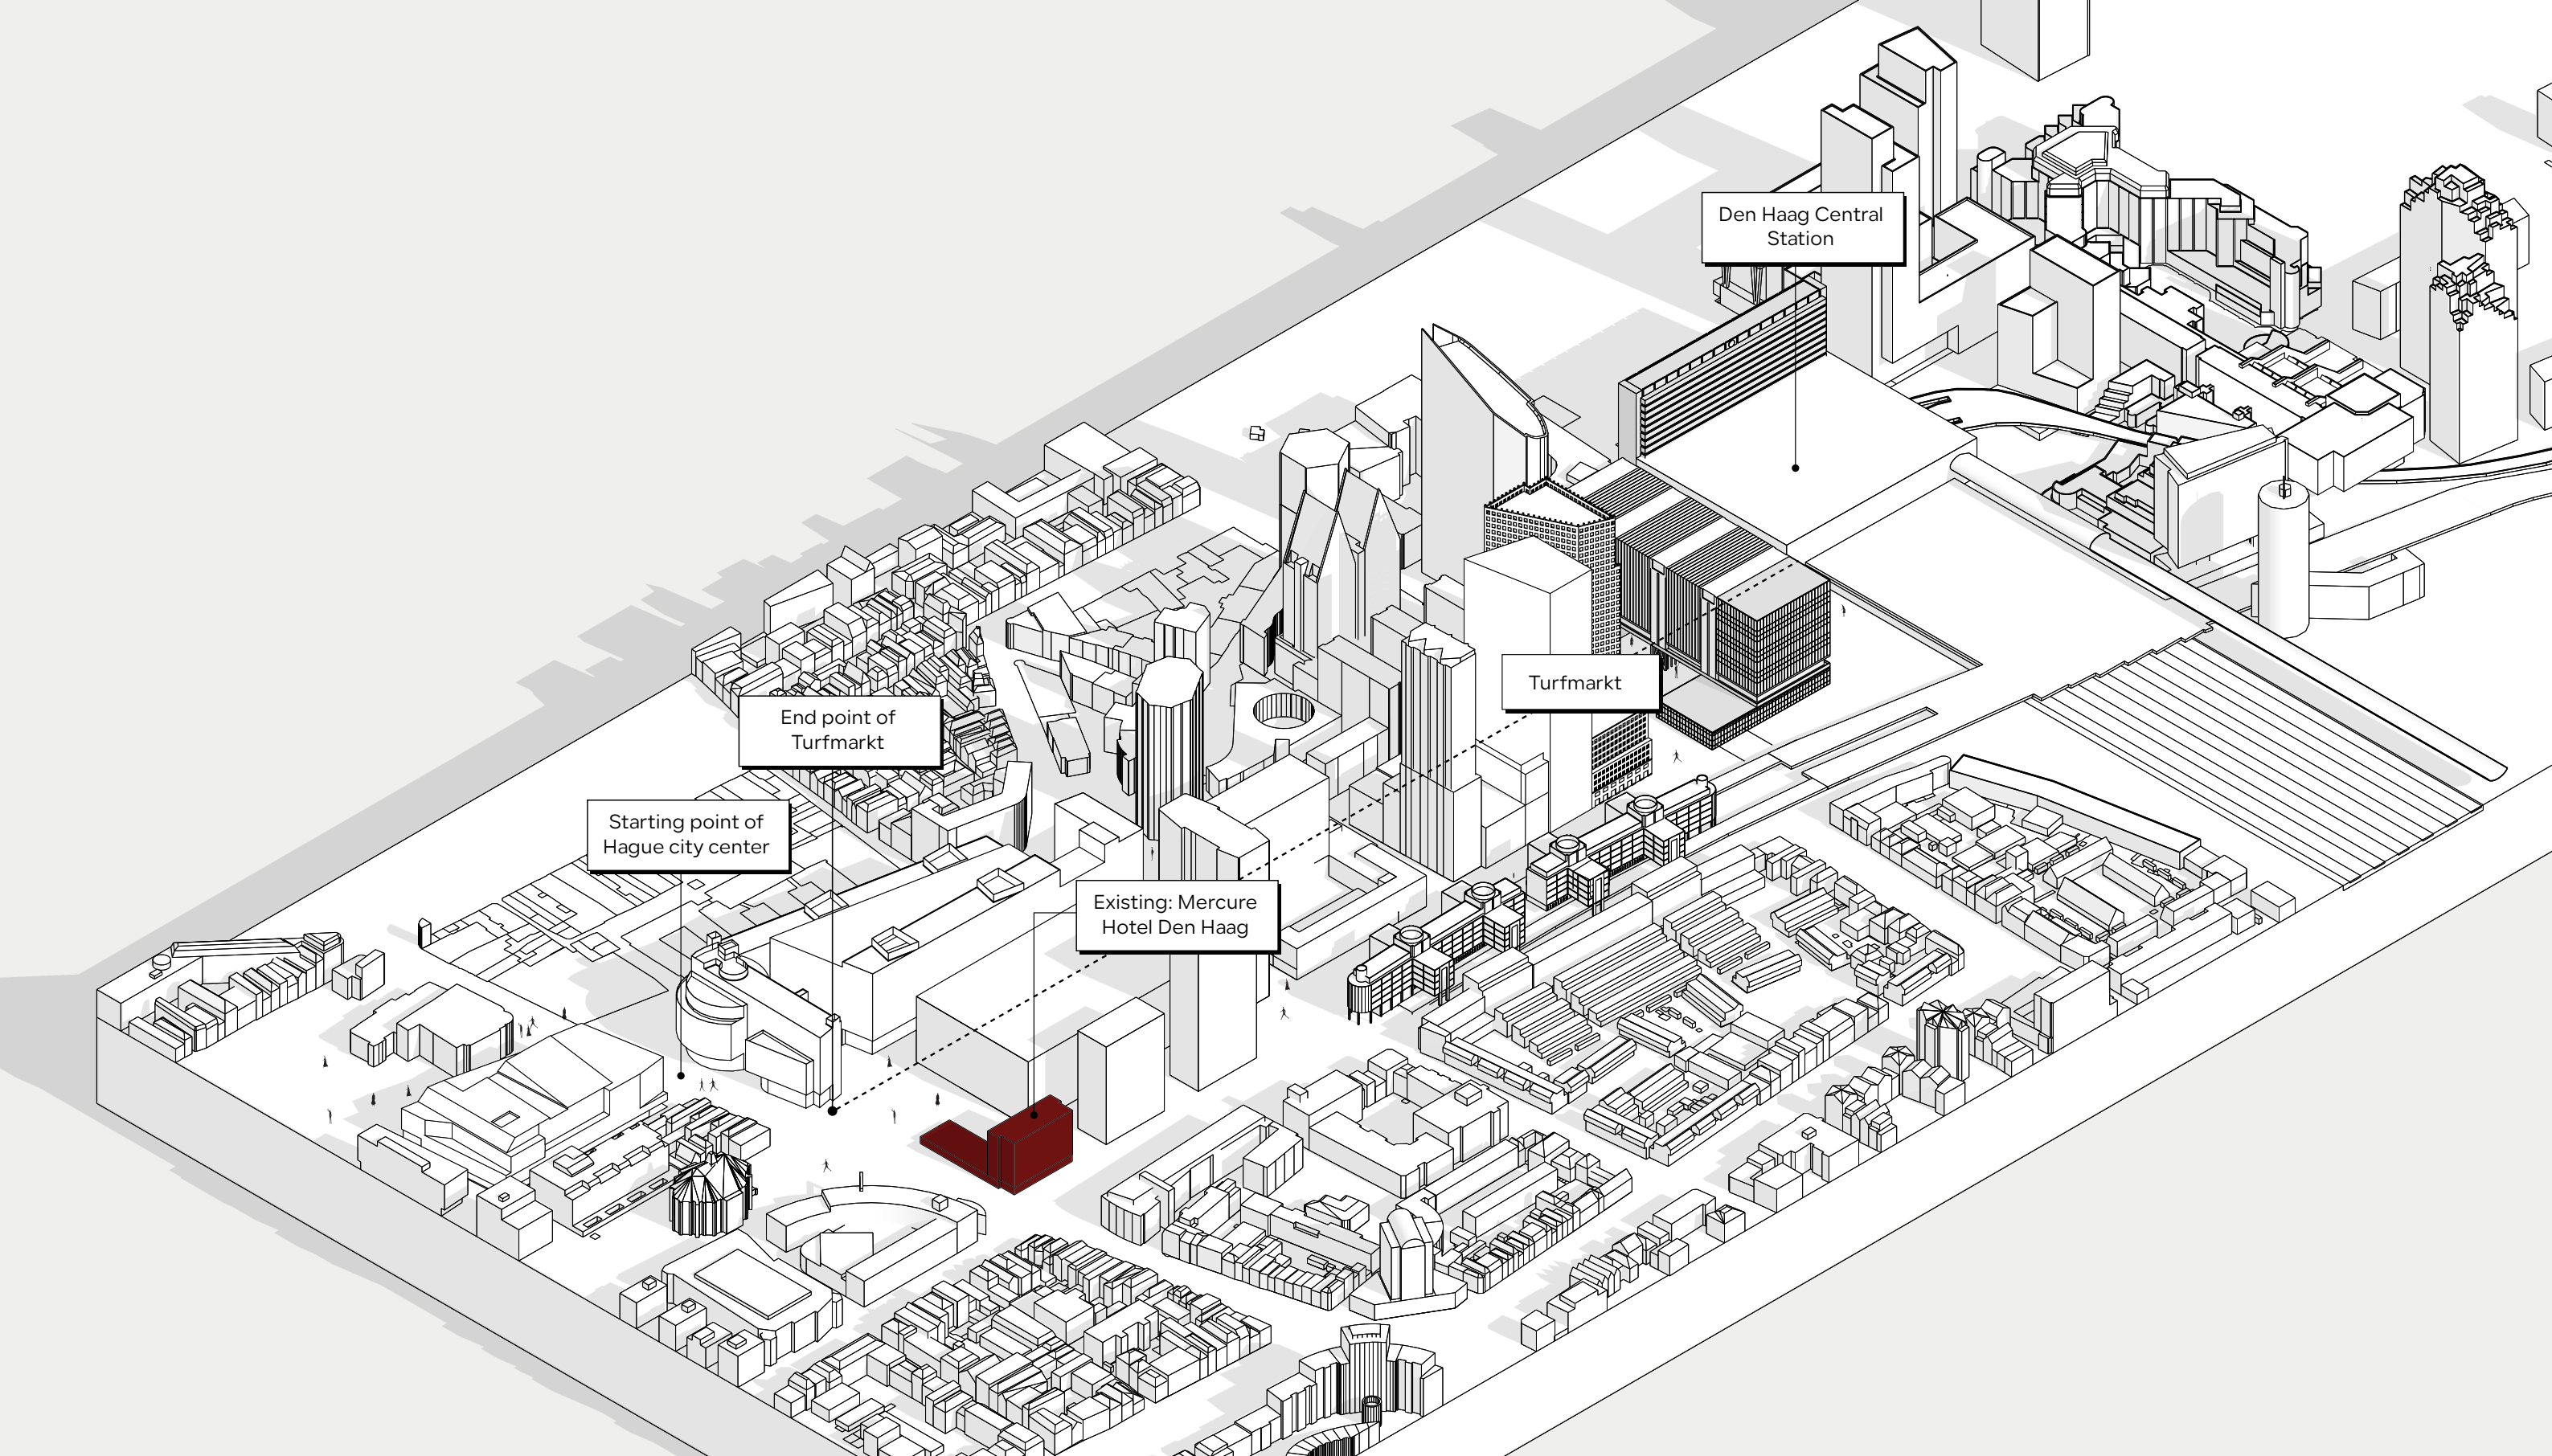 Den Haag Central
Station
Turfmarkt
End point of
Turfmarkt
Starting point of
Hague city center
Existing: Mercure
Hotel Den Haag